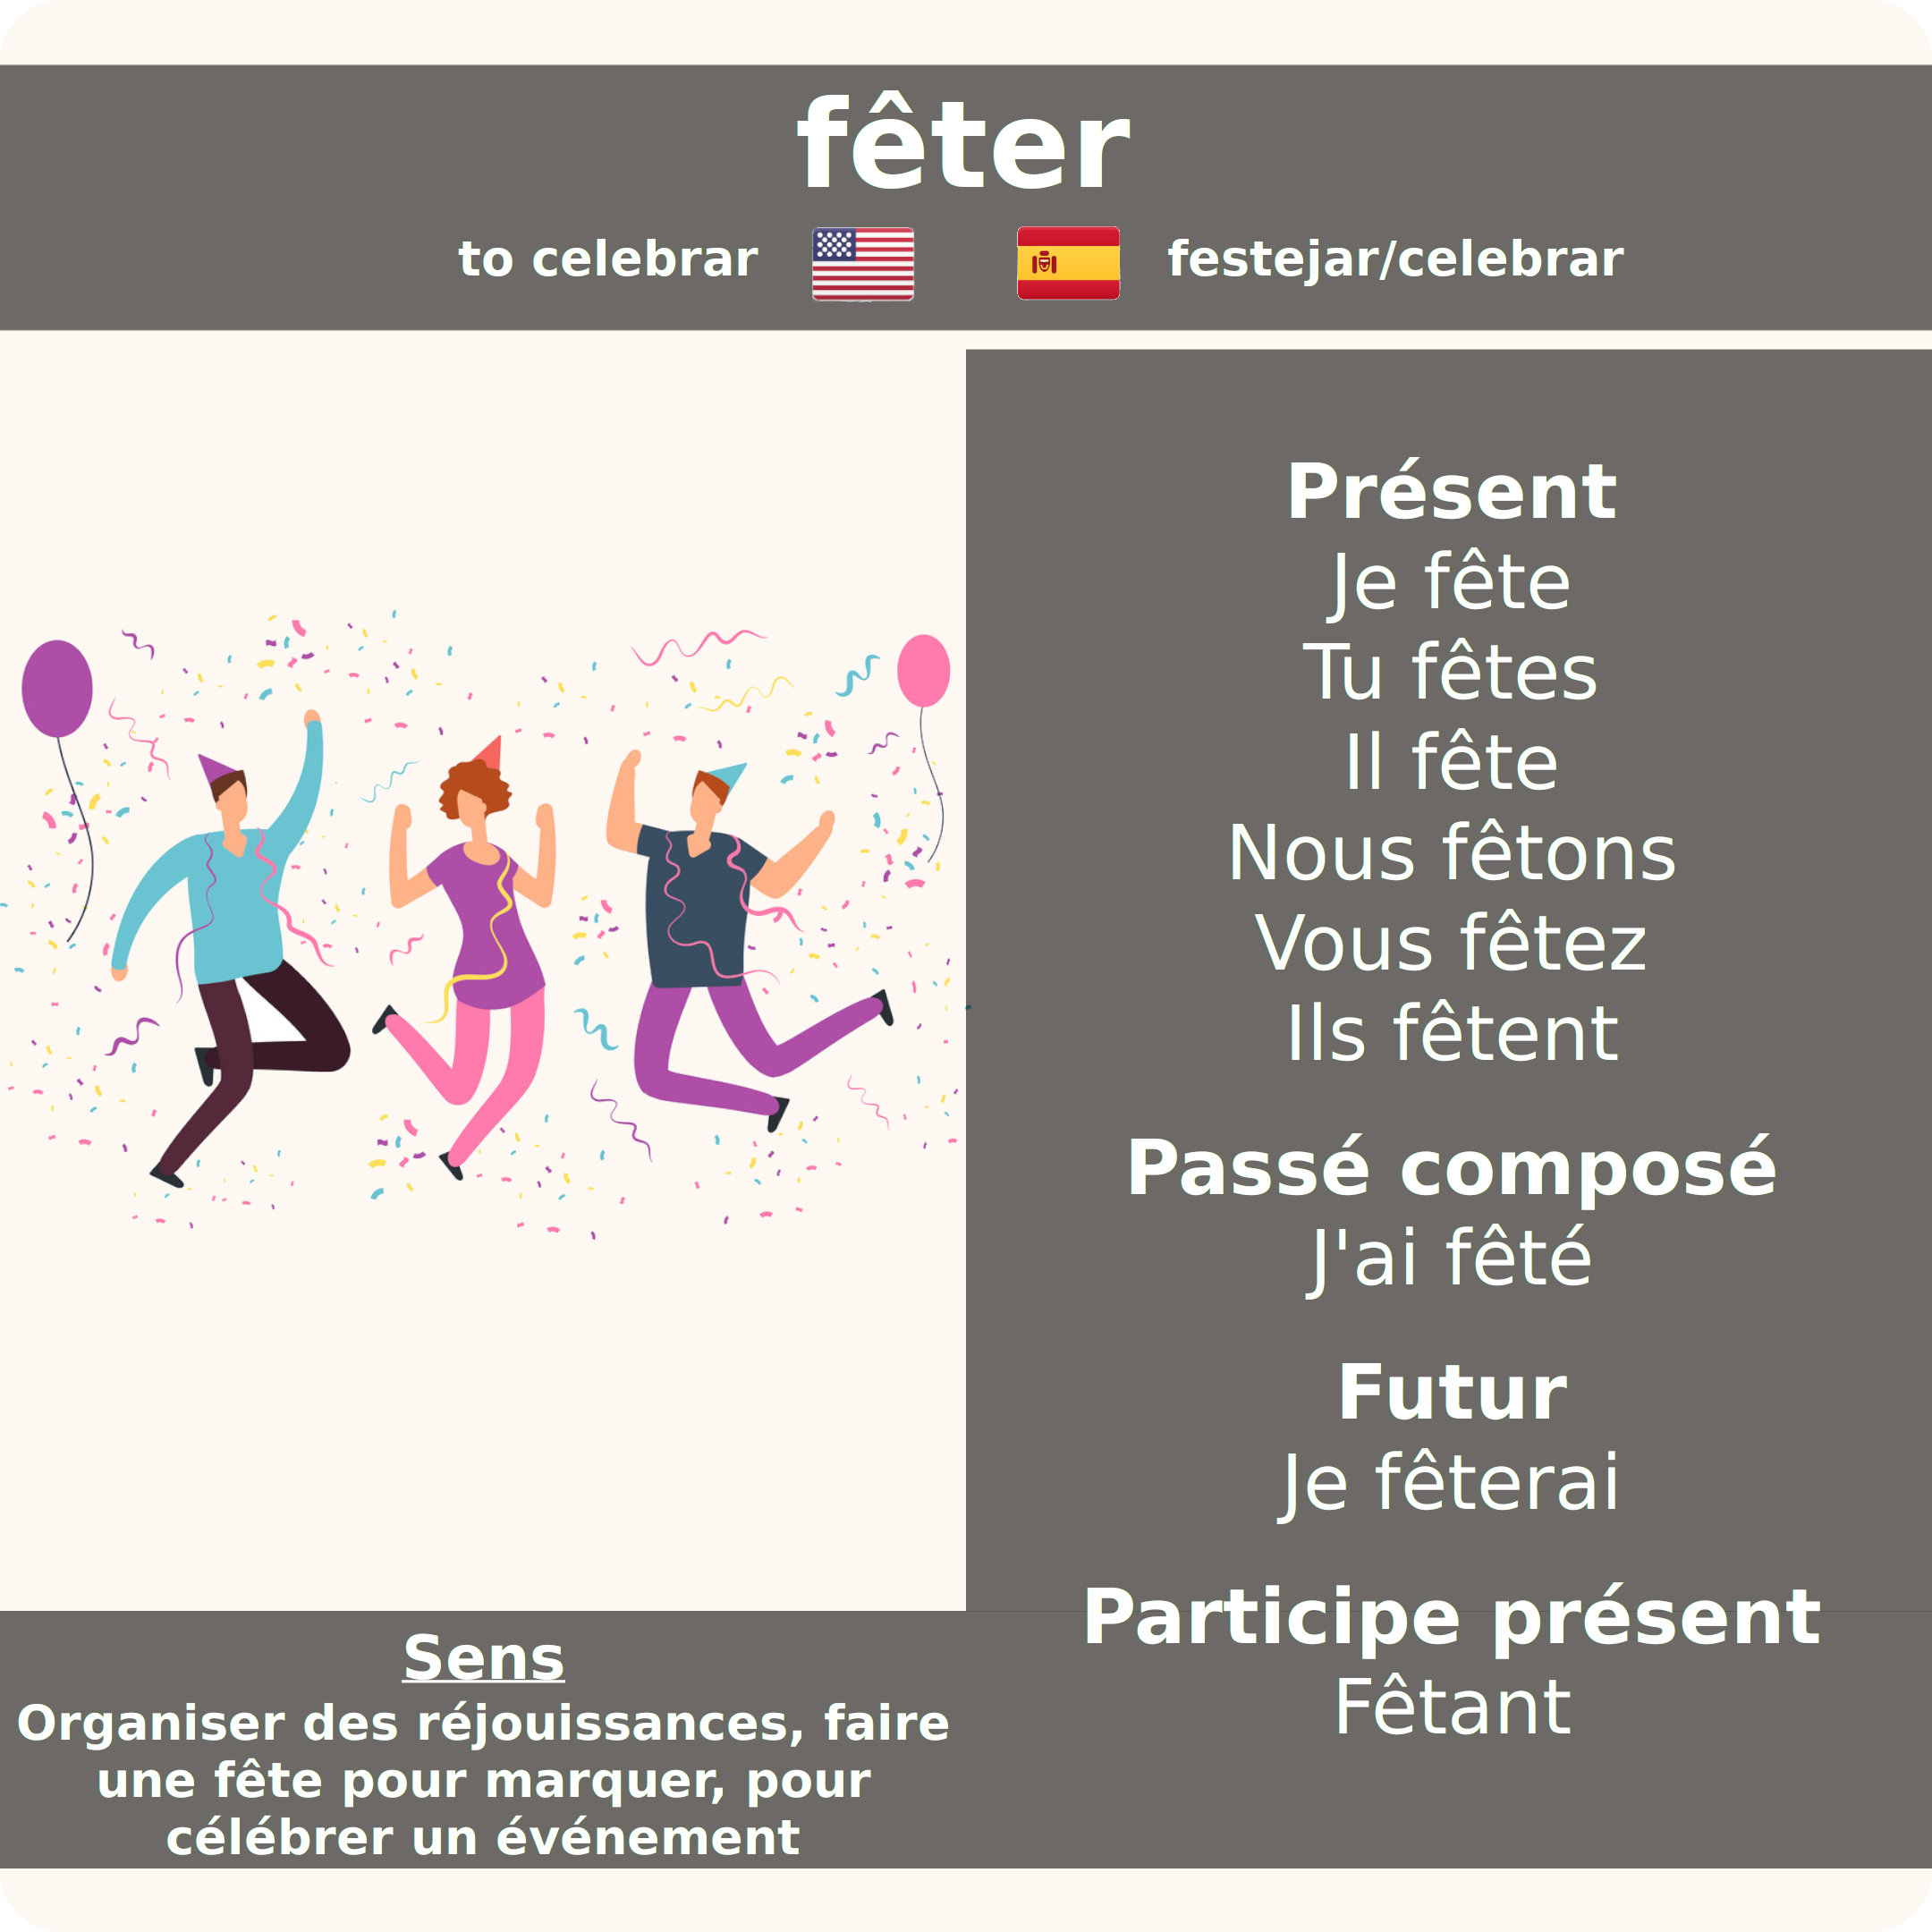 fêter
to celebrar
festejar/celebrar
Présent
Je fête
Tu fêtes
Il fête
Nous fêtons
Vous fêtez
Ils fêtent
Passé composé
J'ai fêté
Futur
Je fêterai
Participe présent
Fêtant
Sens
Organiser des réjouissances, faire
une fête pour marquer, pour
célébrer un événement